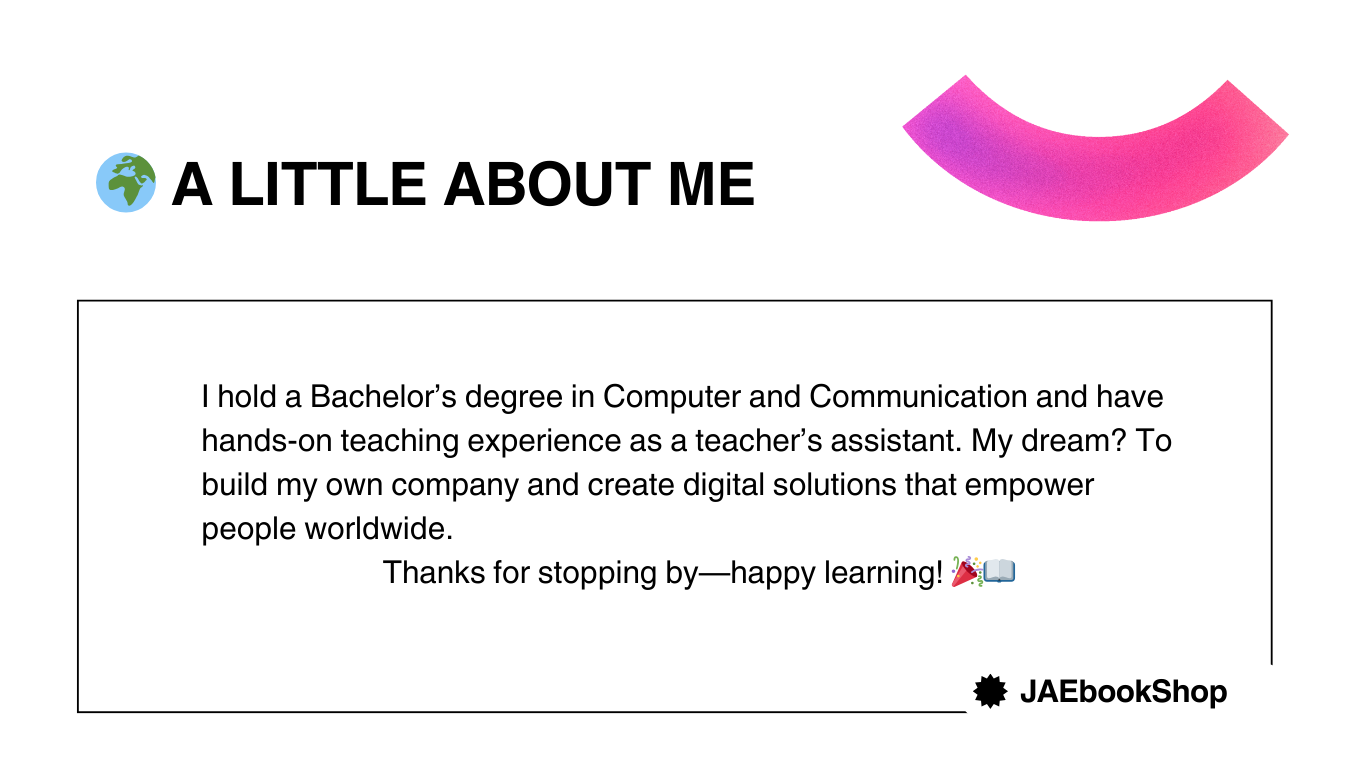 🌍 A LITTLE ABOUT ME
I hold a Bachelor’s degree in Computer and Communication and have
hands-on teaching experience as a teacher’s assistant. My dream? To
build my own company and create digital solutions that empower
people worldwide.
Thanks for stopping by—happy learning! 🎉📖
JAEbookShop